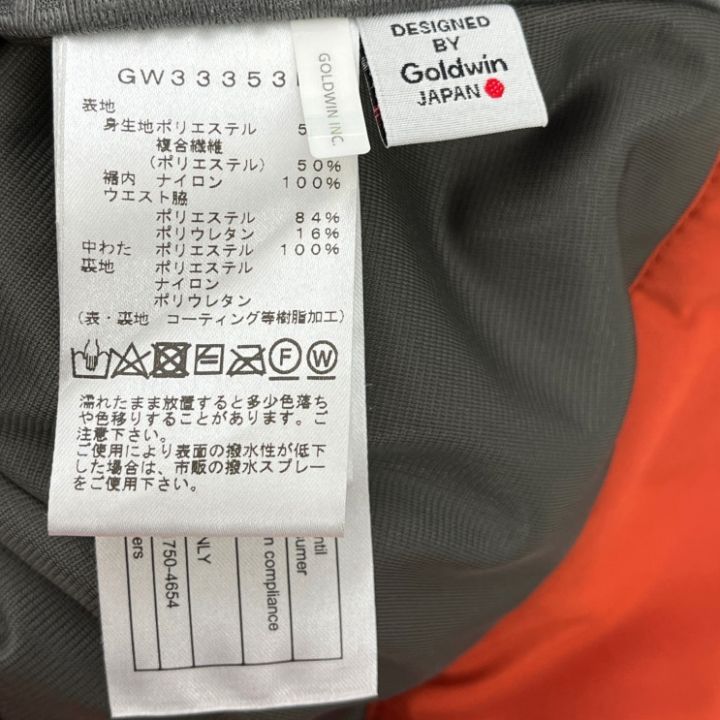 GW33353
GOLDWIN INC.
DESIGNED
BY
Goldwin
JAPAN
表地
身生地ポリエステル 5
複合繊維
(ポリエステル) 50%
裾内 ナイロン 100%
ウエスト脇
ポリエステル 84%
ポリウレタン 16%
中わた ポリエステル 100%
裏地 ポリエステル
ナイロン
ポリウレタン
(表・裏地 コーティング等樹脂加工)
F W
濡れたまま放置すると多少色落ち
や色移りすることがあります。ご
注意下さい。
ご使用により表面の撥水性が低下
した場合は、市販の撥水スプレー
をご使用下さい。
ntil
umer
n compliance
NLY
750-4654
ers